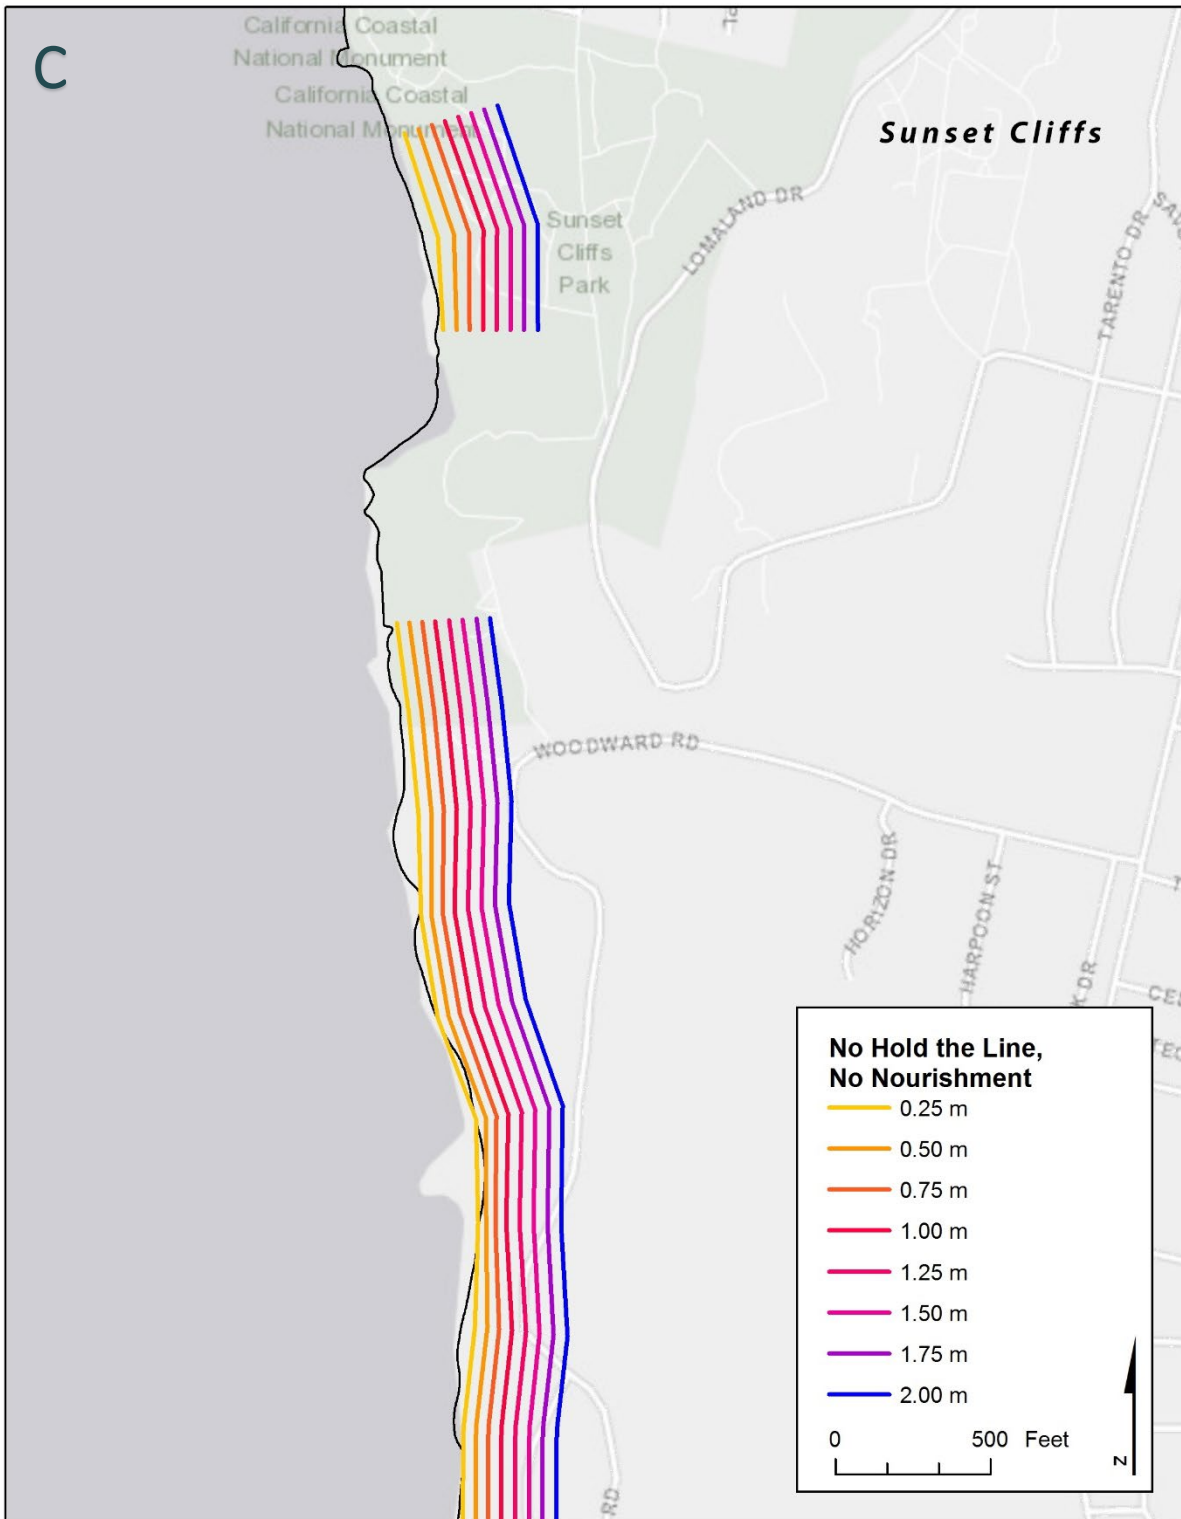 C
California Coastal
National Monument
California Coastal
National Monument
Sunset Cliffs
LOMALAND DR
Sunset
Cliffs
Park
TARENTO DR
WOODWARD RD
HORIZON DR
HARPOON ST
K DR
RD
No Hold the Line,
No Nourishment
0.25 m
0.50 m
0.75 m
1.00 m
1.25 m
1.50 m
1.75 m
2.00 m
0 500 Feet
N